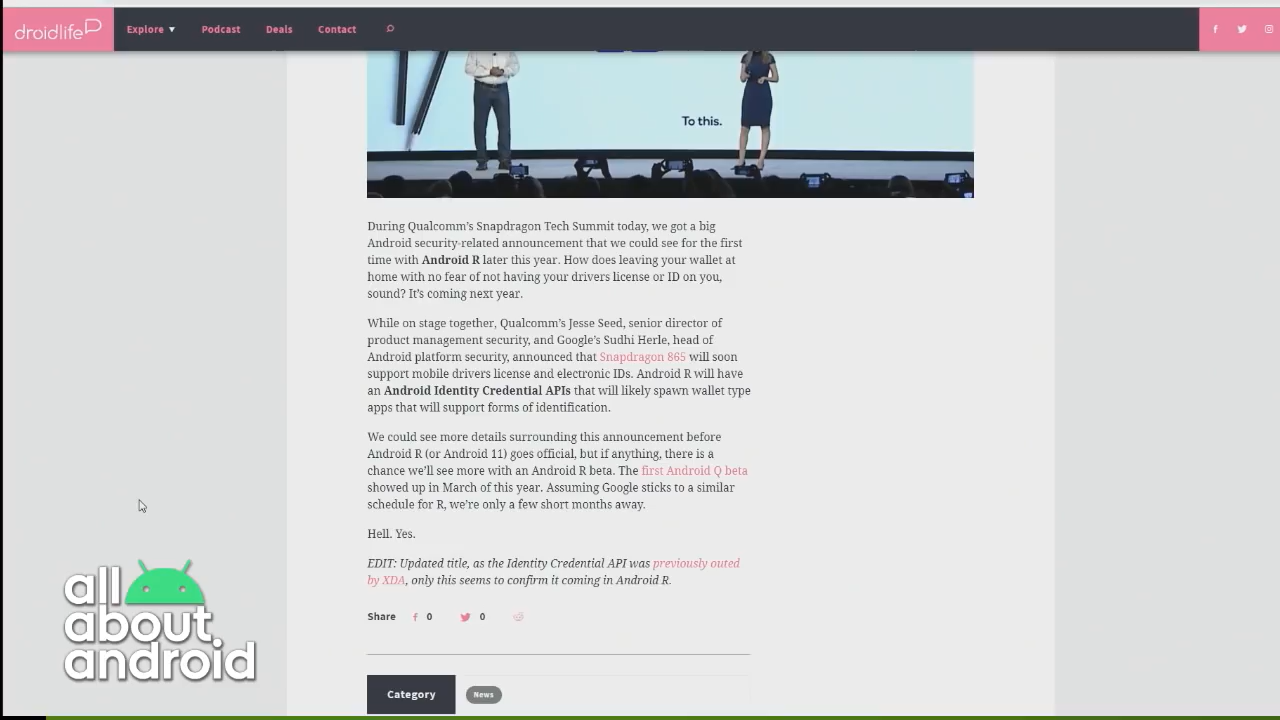 droidlife
Explore
Podcast
Deals
Contact
To this.
During Qualcomm's Snapdragon Tech Summit today, we got a big
Android security-related announcement that we could see for the first
time with Android R later this year. How does leaving your wallet at
home with no fear of not having your drivers license or ID on you,
sound? It's coming next year.
While on stage together, Qualcomm's Jesse Seed, senior director of
product management security, and Google's Sudhi Herle, head of
Android platform security, announced that Snapdragon 865 will soon
support mobile drivers license and electronic IDs. Android R will have
an Android Identity Credential APIs that will likely spawn wallet type
apps that will support forms of identification.
We could see more details surrounding this announcement before
Android R (or Android 11) goes official, but if anything, there is a
chance we'll see more with an Android R beta. The first Android Q beta
showed up in March of this year. Assuming Google sticks to a similar
schedule for R, we're only a few short months away.
Hell. Yes.
EDIT: Updated title, as the Identity Credential API was previously outed
by XDA, only this seems to confirm it coming in Android R.
Share 0 0
Category News
all
about
android